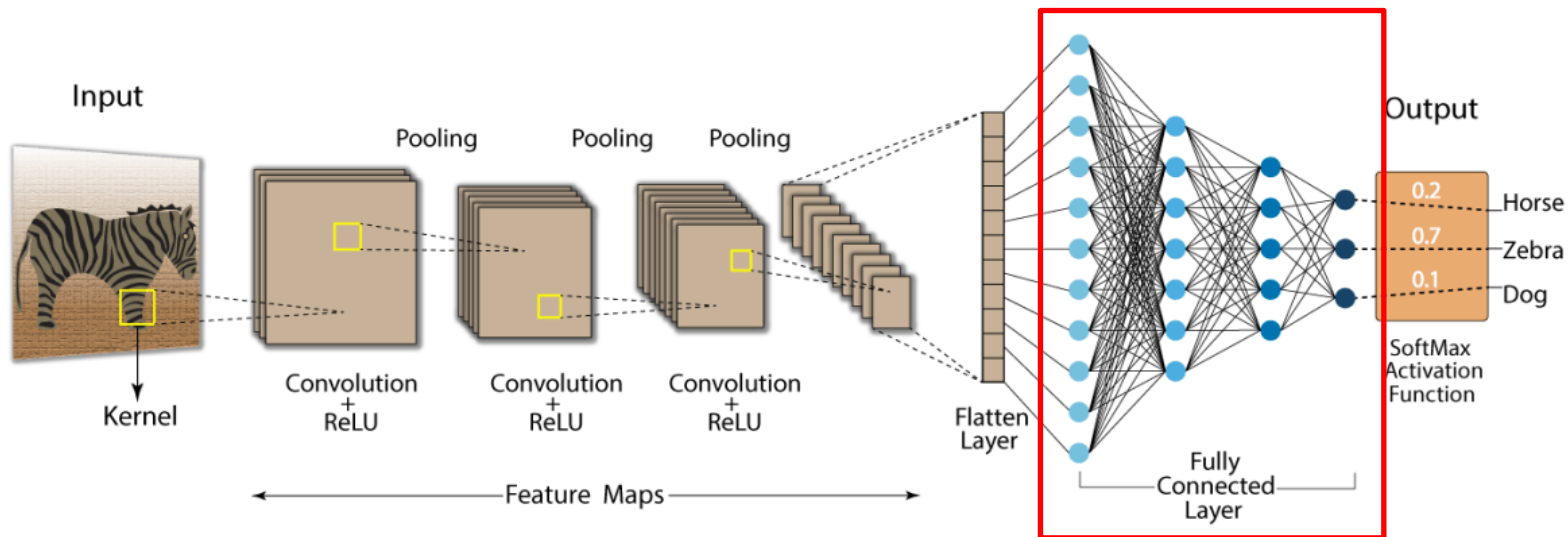 Input
Pooling
Pooling
Pooling
Output
0.2
Horse
0.7
Zebra
0.1
Dog
Kernel
Convolution
+
ReLU
Convolution
+
ReLU
Convolution
+
ReLU
Flatten
Layer
SoftMax
Activation
Function
Feature Maps
Fully
Connected
Layer